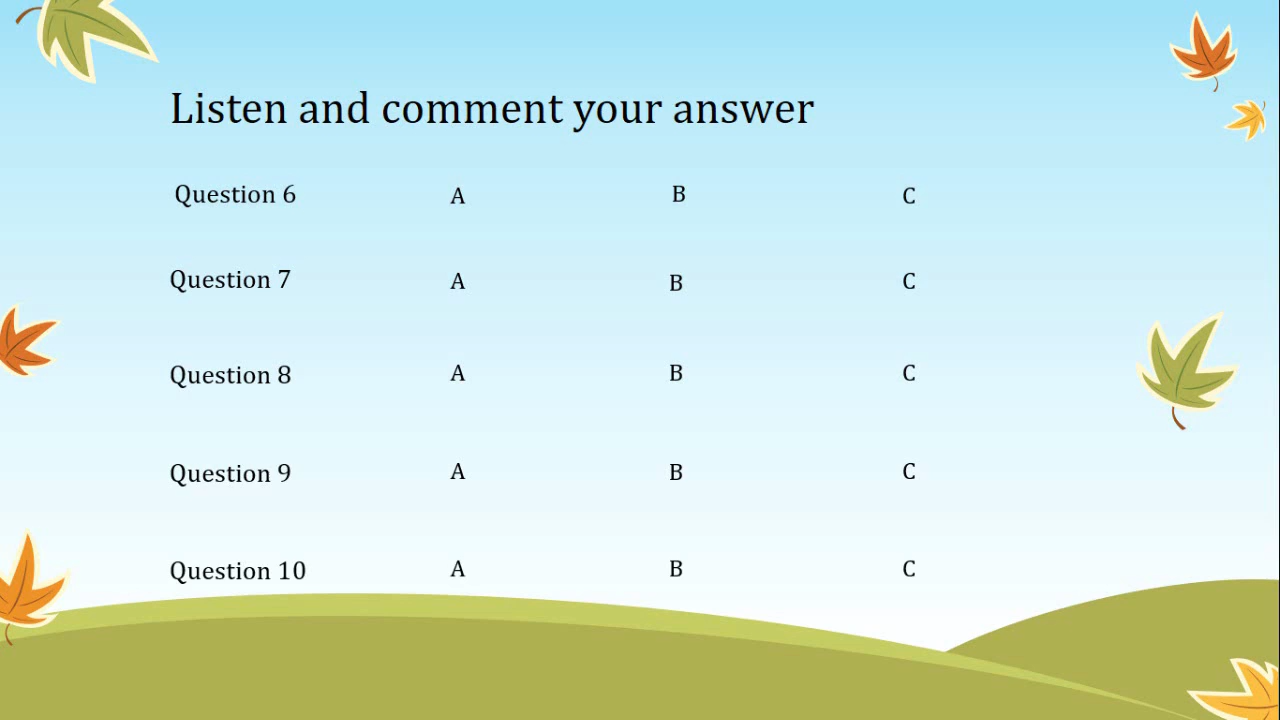 Listen and comment your answer
Question 6 A B C
Question 7 A B C
Question 8 A B C
Question 9 A B C
Question 10 A B C